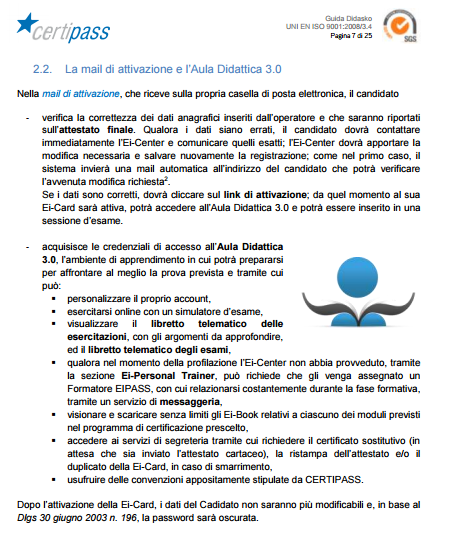 certipass
Guida Didasko
UNI EN ISO 9001:2008/3.4
Pagina 7 di 25
SGS
2.2. La mail di attivazione e l'Aula Didattica 3.0
Nella mail di attivazione, che riceve sulla propria casella di posta elettronica, il candidato
- verifica la correttezza dei dati anagrafici inseriti dall'operatore e che saranno riportati
sull'attestato finale. Qualora i dati siano errati, il candidato dovrà contattare
immediatamente l'Ei-Center e comunicare quelli esatti; l'Ei-Center dovrà apportare la
modifica necessaria e salvare nuovamente la registrazione; come nel primo caso, il
sistema invierà una mail automatica all'indirizzo del candidato che potrà verificare
l'avvenuta modifica richiesta².
Se i dati sono corretti, dovrà cliccare sul link di attivazione; da quel momento al sua
Ei-Card sarà attiva, potrà accedere all'Aula Didattica 3.0 e potrà essere inserito in una
sessione d'esame.
- acquisisce le credenziali di accesso all'Aula Didattica
3.0, l'ambiente di apprendimento in cui potrà prepararsi
per affrontare al meglio la prova prevista e tramite cui
può:
▪ personalizzare il proprio account,
▪ esercitarsi online con un simulatore d'esame,
▪ visualizzare il libretto telematico delle
esercitazioni, con gli argomenti da approfondire,
ed il libretto telematico degli esami,
▪ qualora nel momento della profilazione l'Ei-Center non abbia provveduto, tramite
la sezione Ei-Personal Trainer, può richiedere che gli venga assegnato un
Formatore EIPASS, con cui relazionarsi costantemente durante la fase formativa,
tramite un servizio di messaggeria,
▪ visionare e scaricare senza limiti gli Ei-Book relativi a ciascuno dei moduli previsti
nel programma di certificazione prescelto,
▪ accedere ai servizi di segreteria tramite cui richiedere il certificato sostitutivo (in
attesa che sia inviato l'attestato cartaceo), la ristampa dell'attestato e/o il
duplicato della Ei-Card, in caso di smarrimento,
▪ usufruire delle convenzioni appositamente stipulate da CERTIPASS.
Dopo l'attivazione della Ei-Card, i dati del Cadidato non saranno più modificabili e, in base al
Dlgs 30 giugno 2003 n. 196, la password sarà oscurata.